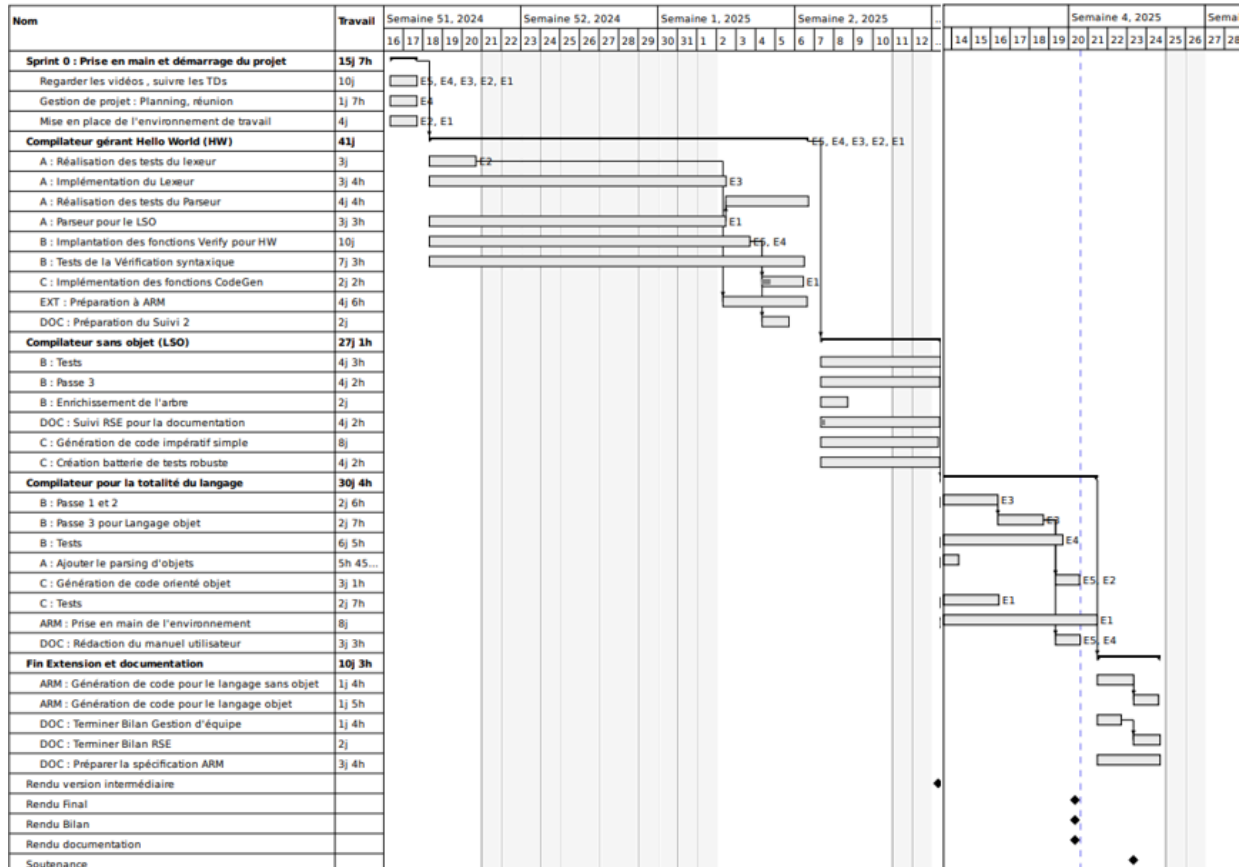 Nom Travail Semaine 51, 2024 Semaine 52, 2024 Semaine 1, 2025 Semaine 2, 2025 .. Semaine 4, 2025 Semai
16 17 18 19 20 21 22 23 24 25 26 27 28 29 30 31 1 2 3 4 5 6 7 8 9 10 11 12 .. 14 15 16 17 18 19 20 21 22 23 24 25 26 27 28
Sprint 0 : Prise en main et démarrage du projet 15j 7h
Regarder les vidéos , suivre les TDs 10j E5, E4, E3, E2, E1
Gestion de projet : Planning, réunion 1j 7h E4
Mise en place de l'environnement de travail 4j E2, E1
Compilateur gérant Hello World (HW) 41j E5, E4, E3, E2, E1
A : Réalisation des tests du lexeur 3j E2
A : Implémentation du Lexeur 3j 4h E3
A : Réalisation des tests du Parseur 4j 4h
A : Parseur pour le LSO 3j 3h E1
B : Implantation des fonctions Verify pour HW 10j E5, E4
B : Tests de la Vérification syntaxique 7j 3h
C : Implémentation des fonctions CodeGen 2j 2h E1
EXT : Préparation à ARM 4j 6h
DOC : Préparation du Suivi 2 2j
Compilateur sans objet (LSO) 27j 1h
B : Tests 4j 3h
B : Passe 3 4j 2h
B : Enrichissement de l'arbre 2j
DOC : Suivi RSE pour la documentation 4j 2h
C : Génération de code impératif simple 8j
C : Création batterie de tests robuste 4j 2h
Compilateur pour la totalité du langage 30j 4h
B : Passe 1 et 2 2j 6h E3
B : Passe 3 pour Langage objet 2j 7h E3
B : Tests 6j 5h E4
A : Ajouter le parsing d'objets 5h 45...
C : Génération de code orienté objet 3j 1h E5, E2
C : Tests 2j 7h E1
ARM : Prise en main de l'environnement 8j E1
DOC : Rédaction du manuel utilisateur 3j 3h E5, E4
Fin Extension et documentation 10j 3h
ARM : Génération de code pour le langage sans objet 1j 4h
ARM : Génération de code pour le langage objet 1j 5h
DOC : Terminer Bilan Gestion d'équipe 1j 4h
DOC : Terminer Bilan RSE 2j
DOC : Préparer la spécification ARM 3j 4h
Rendu version intermédiaire
Rendu Final
Rendu Bilan
Rendu documentation
Soutenance